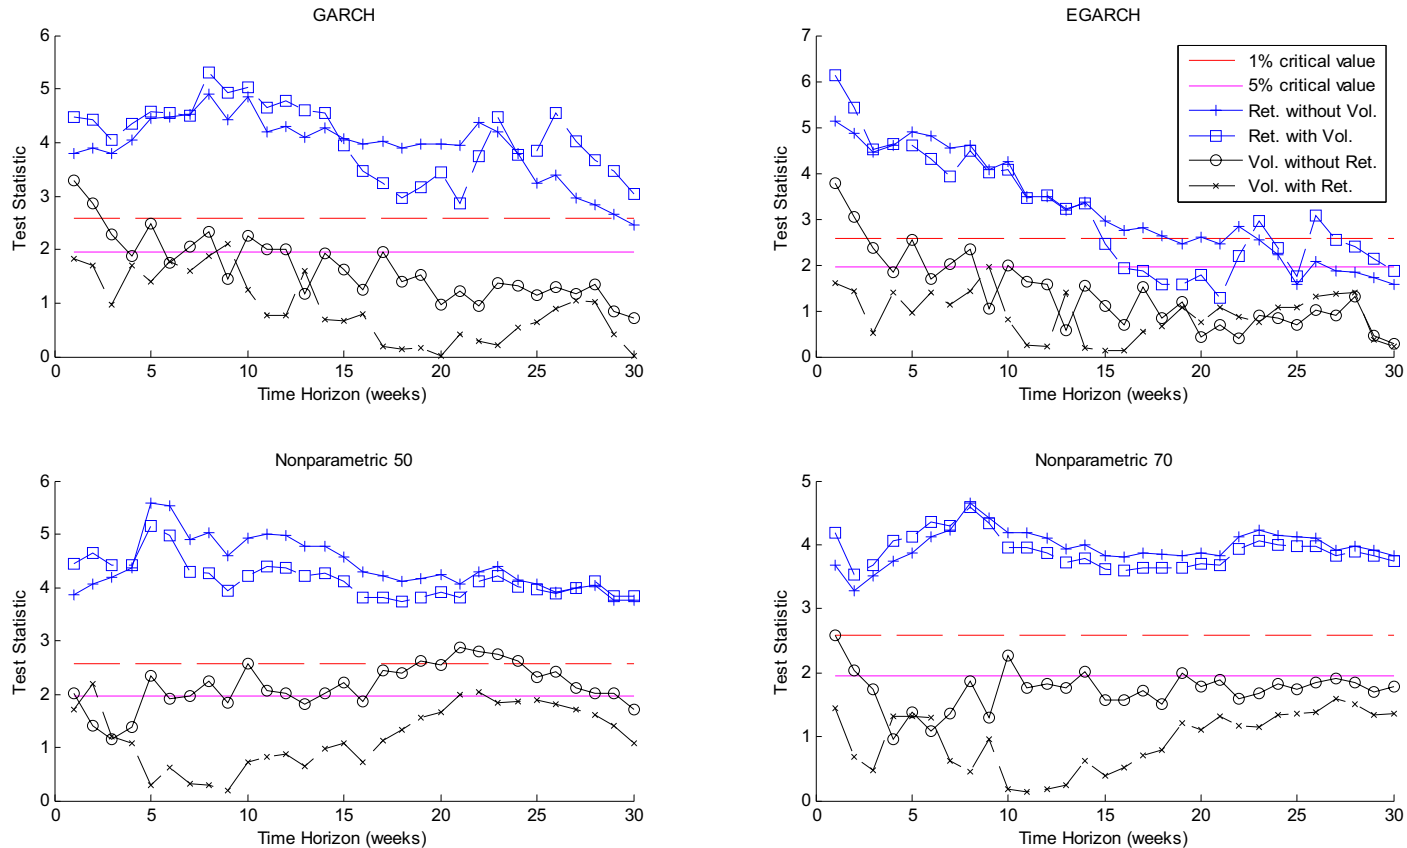 GARCH
6
5
4
3
2
1
0
Test Statistic
0 5 10 15 20 25 30
Time Horizon (weeks)
EGARCH
7
6
5
4
3
2
1
0
Test Statistic
0 5 10 15 20 25 30
Time Horizon (weeks)
1% critical value
5% critical value
Ret. without Vol.
Ret. with Vol.
Vol. without Ret.
Vol. with Ret.
Nonparametric 50
6
5
4
3
2
1
0
Test Statistic
0 5 10 15 20 25 30
Time Horizon (weeks)
Nonparametric 70
5
4
3
2
1
0
Test Statistic
0 5 10 15 20 25 30
Time Horizon (weeks)